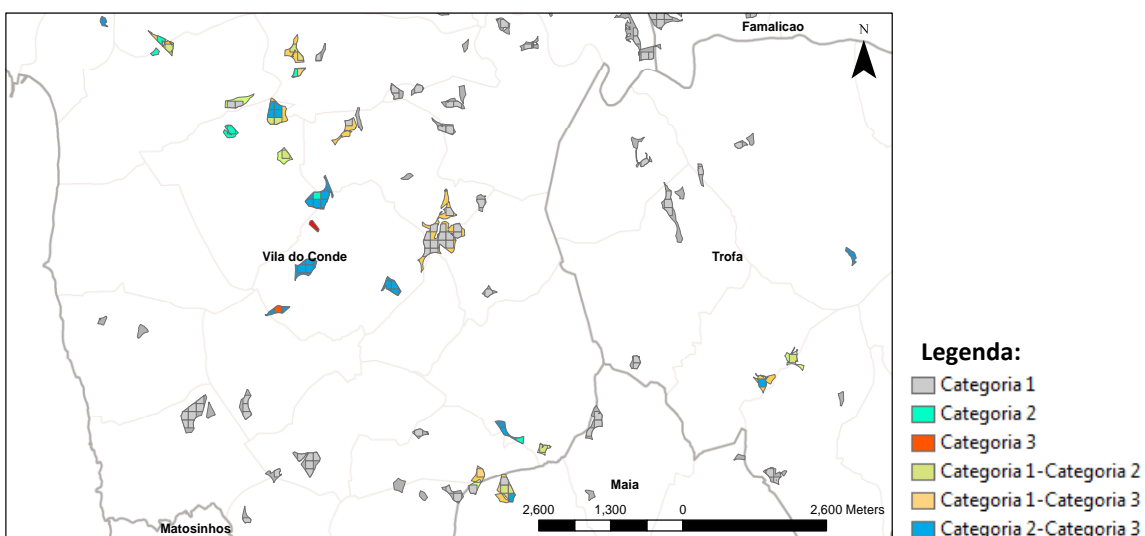 Famalicao
N
Vila do Conde
Trofa
Legenda:
Categoria 1
Categoria 2
Categoria 3
Categoria 1-Categoria 2
Categoria 1-Categoria 3
Categoria 2-Categoria 3
Maia
2,600 1,300 0 2,600 Meters
Matosinhos